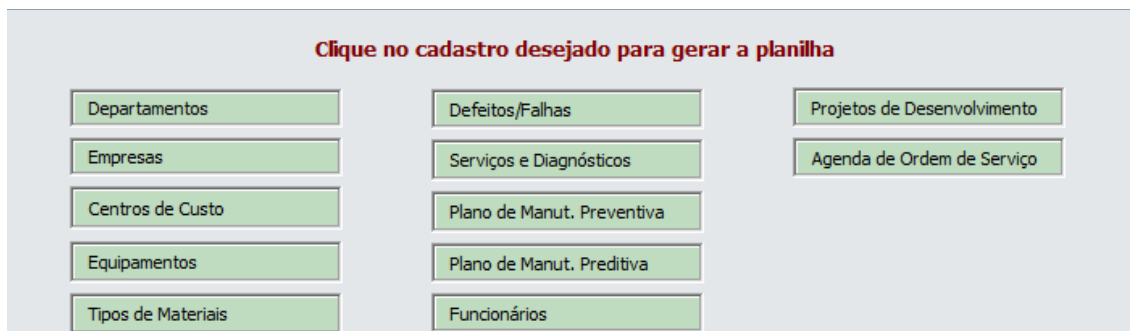 Clique no cadastro desejado para gerar a planilha
Departamentos
Empresas
Centros de Custo
Equipamentos
Tipos de Materiais
Defeitos/Falhas
Serviços e Diagnósticos
Plano de Manut. Preventiva
Plano de Manut. Preditiva
Funcionários
Projetos de Desenvolvimento
Agenda de Ordem de Serviço